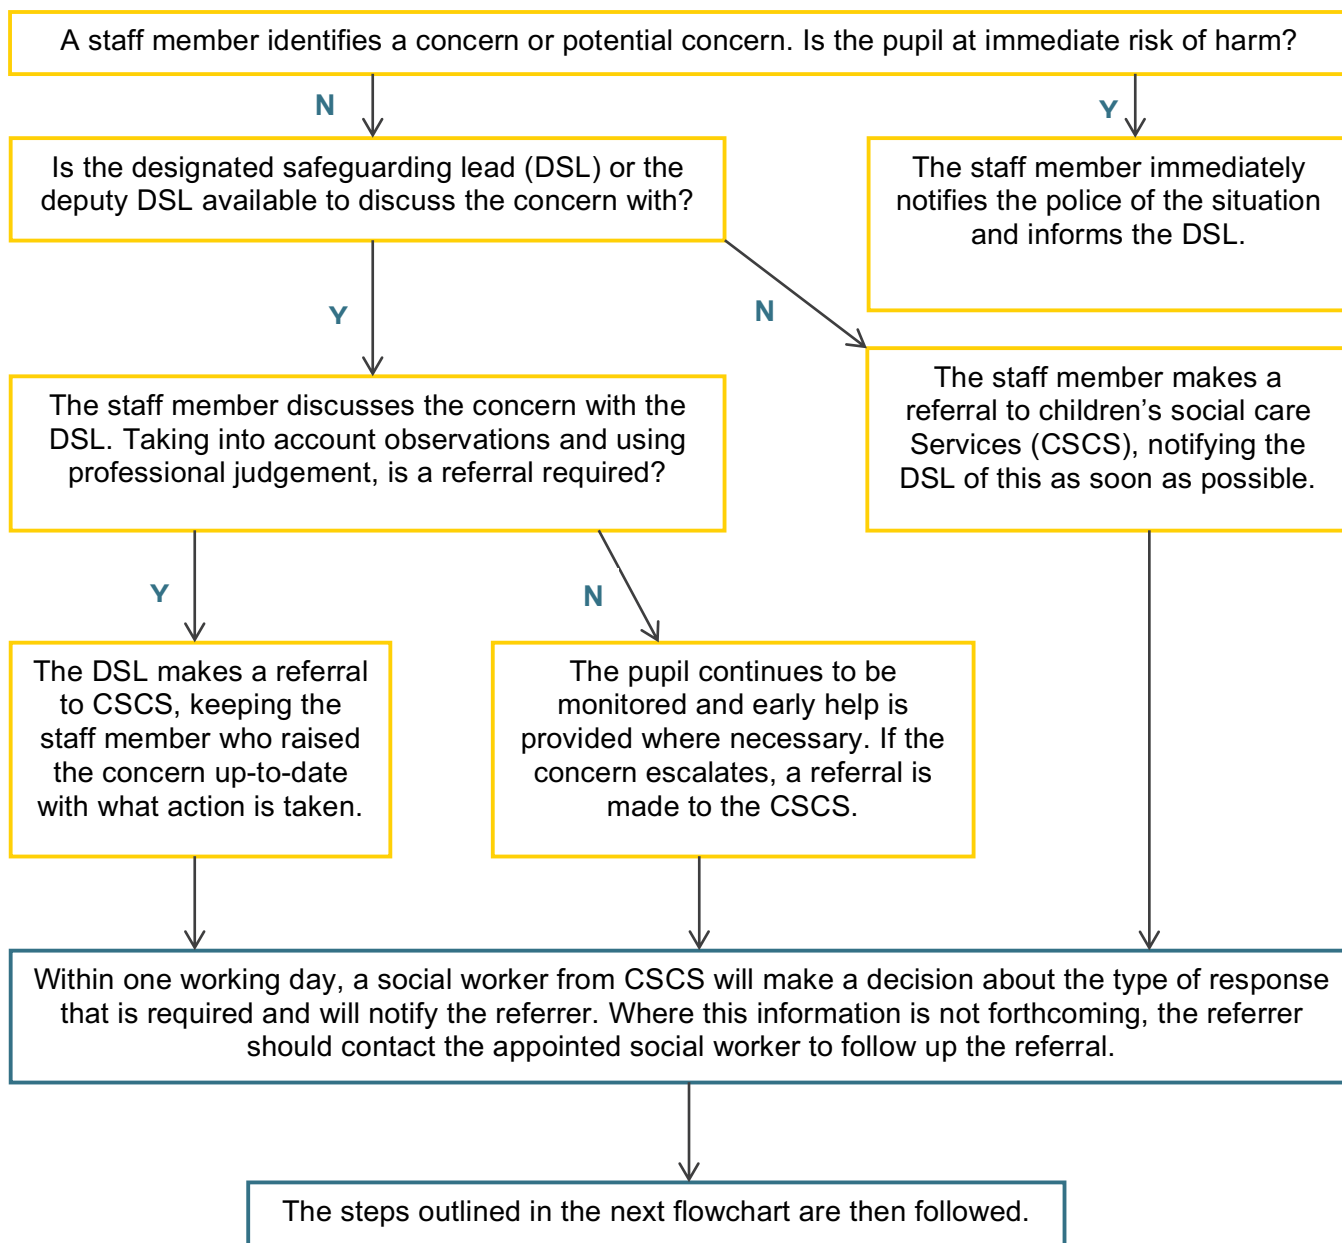 A staff member identifies a concern or potential concern. Is the pupil at immediate risk of harm?
N
Y
Is the designated safeguarding lead (DSL) or the
deputy DSL available to discuss the concern with?
The staff member immediately
notifies the police of the situation
and informs the DSL.
Y
N
The staff member discusses the concern with the
DSL. Taking into account observations and using
professional judgement, is a referral required?
The staff member makes a
referral to children’s social care
Services (CSCS), notifying the
DSL of this as soon as possible.
Y
N
The DSL makes a referral
to CSCS, keeping the
staff member who raised
the concern up-to-date
with what action is taken.
The pupil continues to be
monitored and early help is
provided where necessary. If the
concern escalates, a referral is
made to the CSCS.
Within one working day, a social worker from CSCS will make a decision about the type of response
that is required and will notify the referrer. Where this information is not forthcoming, the referrer
should contact the appointed social worker to follow up the referral.
The steps outlined in the next flowchart are then followed.